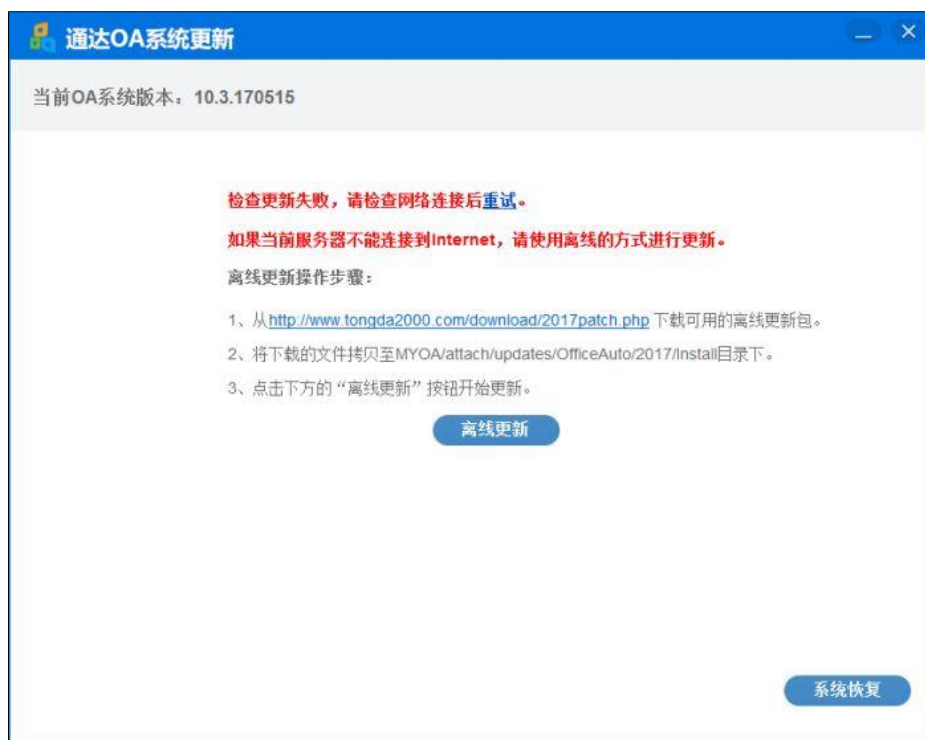 通达OA系统更新
当前OA系统版本：10.3.170515
检查更新失败，请检查网络连接后重试。
如果当前服务器不能连接到Internet，请使用离线的方式进行更新。
离线更新操作步骤：
1、从http://www.tongda2000.com/download/2017patch.php 下载可用的离线更新包。
2、将下载的文件拷贝至MYOA/attach/updates/OfficeAuto/2017/Install目录下。
3、点击下方的“离线更新”按钮开始更新。
离线更新
系统恢复